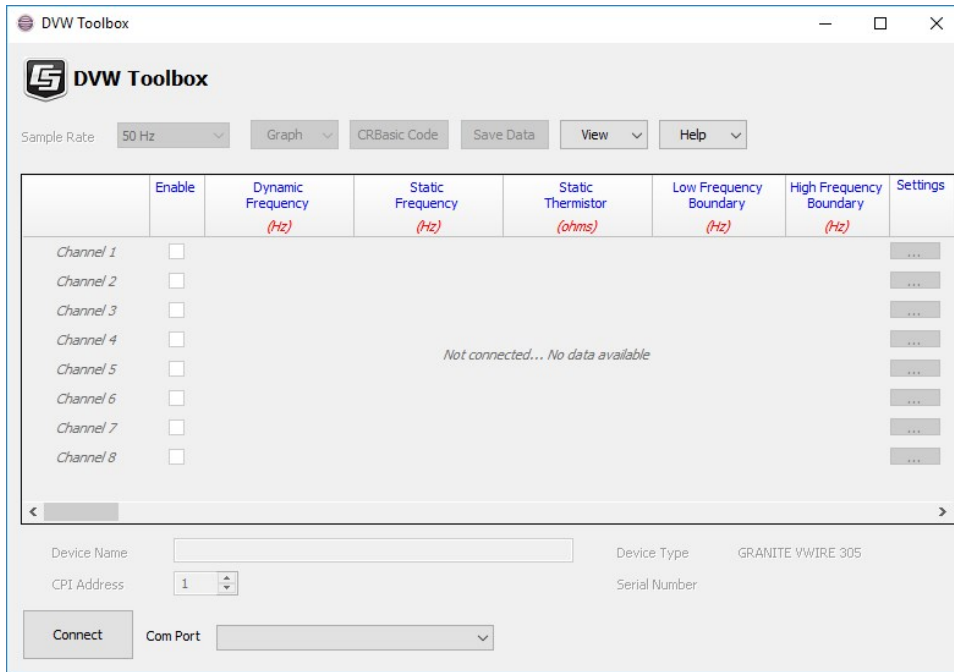 DVW Toolbox
DVW Toolbox
Sample Rate 50 Hz Graph CRBasic Code Save Data View Help
Enable Dynamic Frequency (Hz) Static Frequency (Hz) Static Thermistor (ohms) Low Frequency Boundary (Hz) High Frequency Boundary (Hz) Settings
Channel 1 ...
Channel 2 ...
Channel 3 ...
Channel 4 ...
Not connected... No data available
Channel 5 ...
Channel 6 ...
Channel 7 ...
Channel 8 ...
Device Name Device Type GRANITE VWIRE 305
CPI Address 1 Serial Number
Connect Com Port